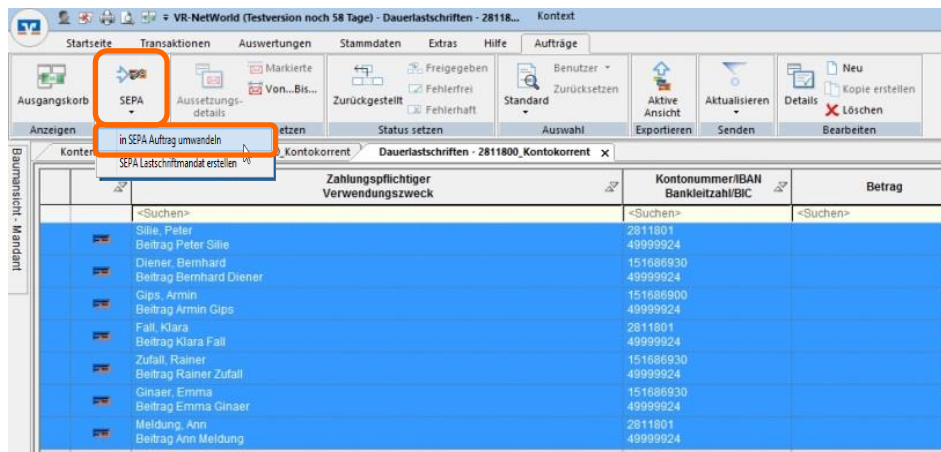 VR-NetWorld (Testversion noch 58 Tage) - Dauerlastschriften - 28118... Kontext
Startseite Transaktionen Auswertungen Stammdaten Extras Hilfe Aufträge
Ausgangskorb
SEPA
Aussetzungs-
details
Markierte
Von...Bis...
Zurückgestellt
Freigegeben
Fehlerfrei
Fehlerhaft
Standard
Benutzer
Zurücksetzen
Aktive
Ansicht
Aktualisieren
Details
Neu
Kopie erstellen
Löschen
Anzeigen etzen Status setzen Auswahl Exportieren Senden Bearbeiten
in SEPA Auftrag umwandeln
SEPA Lastschriftmandat erstellen
Baumansicht - Mandant
Konten _Kontokorrent Dauerlastschriften - 2811800_Kontokorrent x
Zahlungspflichtiger
Verwendungszweck
Kontonummer/IBAN
Bankleitzahl/BIC
Betrag
<Suchen> <Suchen> <Suchen>
Silie, Peter 2811801
Beitrag Peter Silie 49999924
Diener, Bernhard 151686930
Beitrag Bernhard Diener 49999924
Gips, Armin 151686900
Beitrag Armin Gips 49999924
Fall, Klara 2811801
Beitrag Klara Fall 49999924
Zufall, Rainer 151686930
Beitrag Rainer Zufall 49999924
Ginaer, Emma 151686930
Beitrag Emma Ginaer 49999924
Meldung, Ann 2811801
Beitrag Ann Meldung 49999924